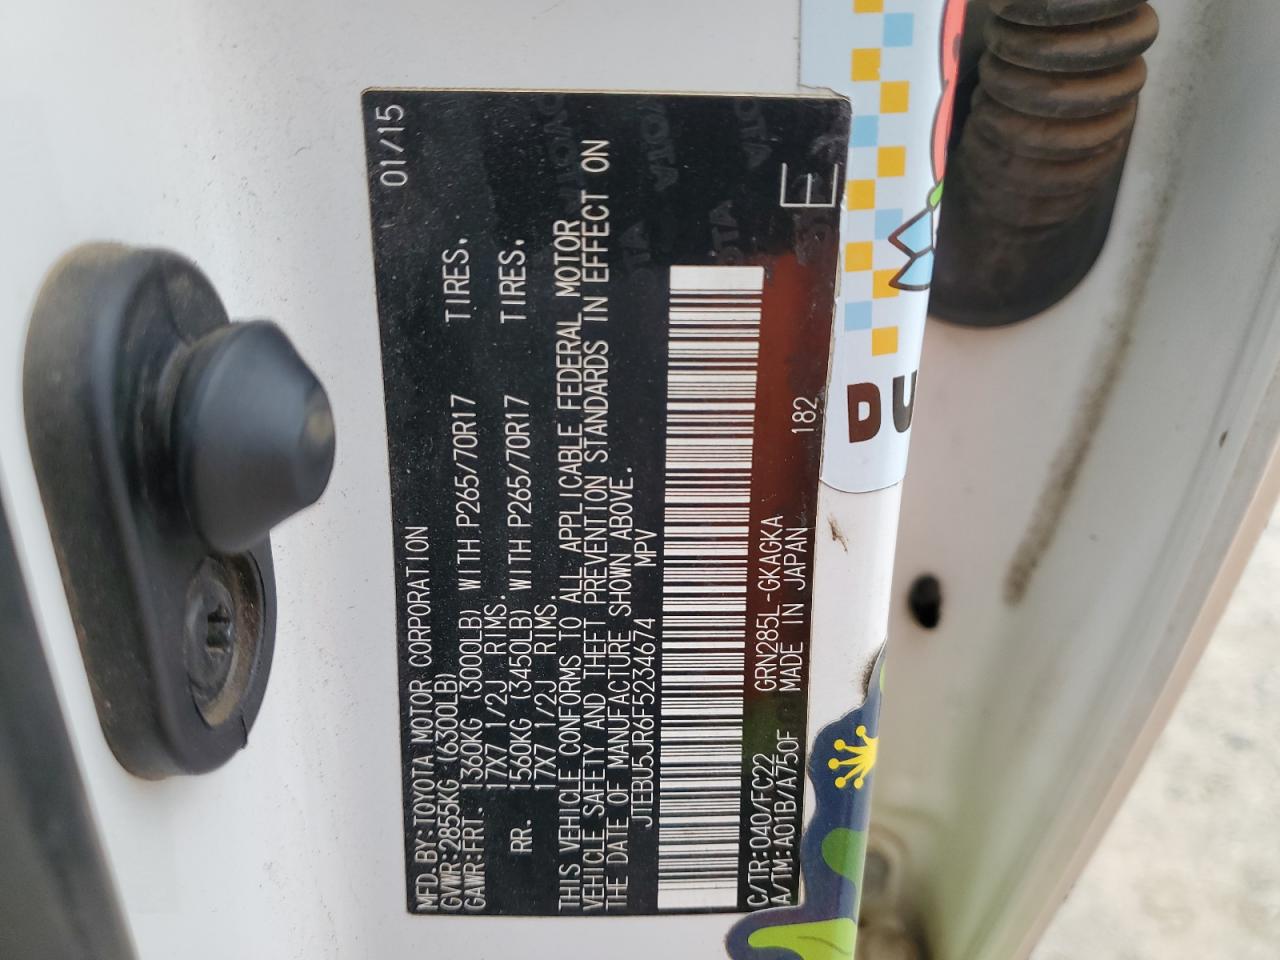 MFD. BY: TOYOTA MOTOR CORPORATION 01/15
GVWR: 2855KG (6300LB)
GAWR: FRT. 1360KG (3000LB) WITH P265/70R17 TIRES.
17X7 1/2J RIMS.
RR. 1560KG (3450LB) WITH P265/70R17 TIRES.
17X7 1/2J RIMS.
THIS VEHICLE CONFORMS TO ALL APPLICABLE FEDERAL MOTOR
VEHICLE SAFETY AND THEFT PREVENTION STANDARDS IN EFFECT ON
THE DATE OF MANUFACTURE SHOWN ABOVE.
JTEBU5JR6F5234674 MPV
C/TR: 040/FC22 GRN285L-GKAGKA 182 E
A/TM: A01B/A750F MADE IN JAPAN
DU